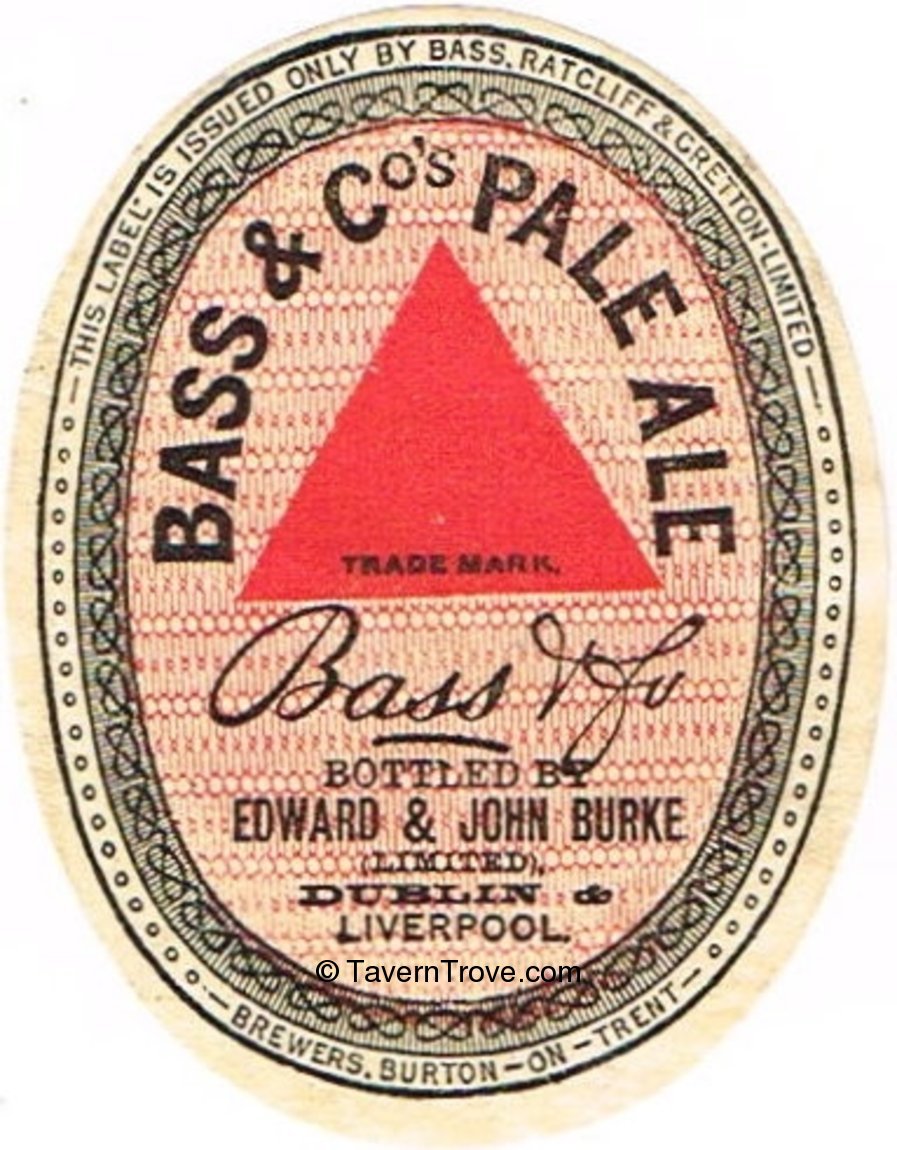 THIS LABEL IS ISSUED ONLY BY BASS, RATCLIFF & GRETTON·LIMITED
BASS & Co's PALE ALE
TRADE MARK.
Bass & Co
BOTTLED BY
EDWARD & JOHN BURKE
(LIMITED),
DUBLIN &
LIVERPOOL.
© TavernTrove.com
BREWERS. BURTON-ON-TRENT